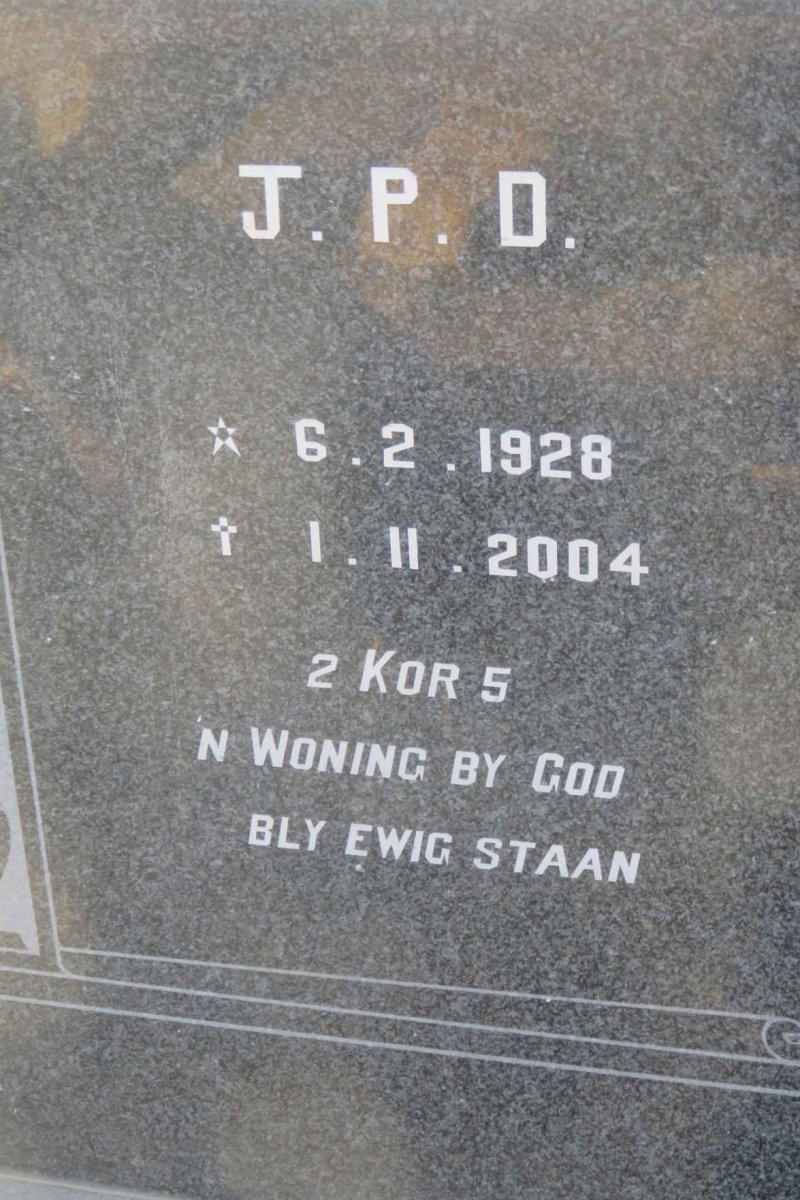 J. P. D.
6 . 2 . 1928
1 . 11 . 2004
2 KOR 5
'N WONING BY GOD
BLY EWIG STAAN